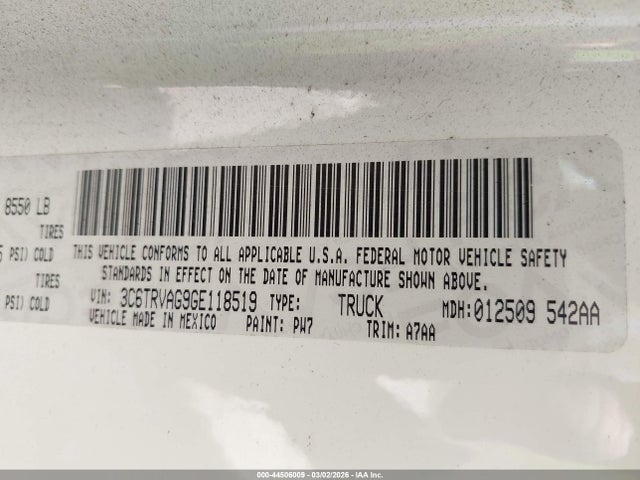 8550 LB
TIRES
PSI) COLD
TIRES
PSI) COLD
THIS VEHICLE CONFORMS TO ALL APPLICABLE U.S.A. FEDERAL MOTOR VEHICLE SAFETY
STANDARDS IN EFFECT ON THE DATE OF MANUFACTURE SHOWN ABOVE.
VIN: 3C6TRVAG9GE118519 TYPE: TRUCK MDH:012509 542AA
VEHICLE MADE IN MEXICO PAINT: PW7 TRIM: A7AA
000-44506009 - 03/02/2026 - IAA Inc.